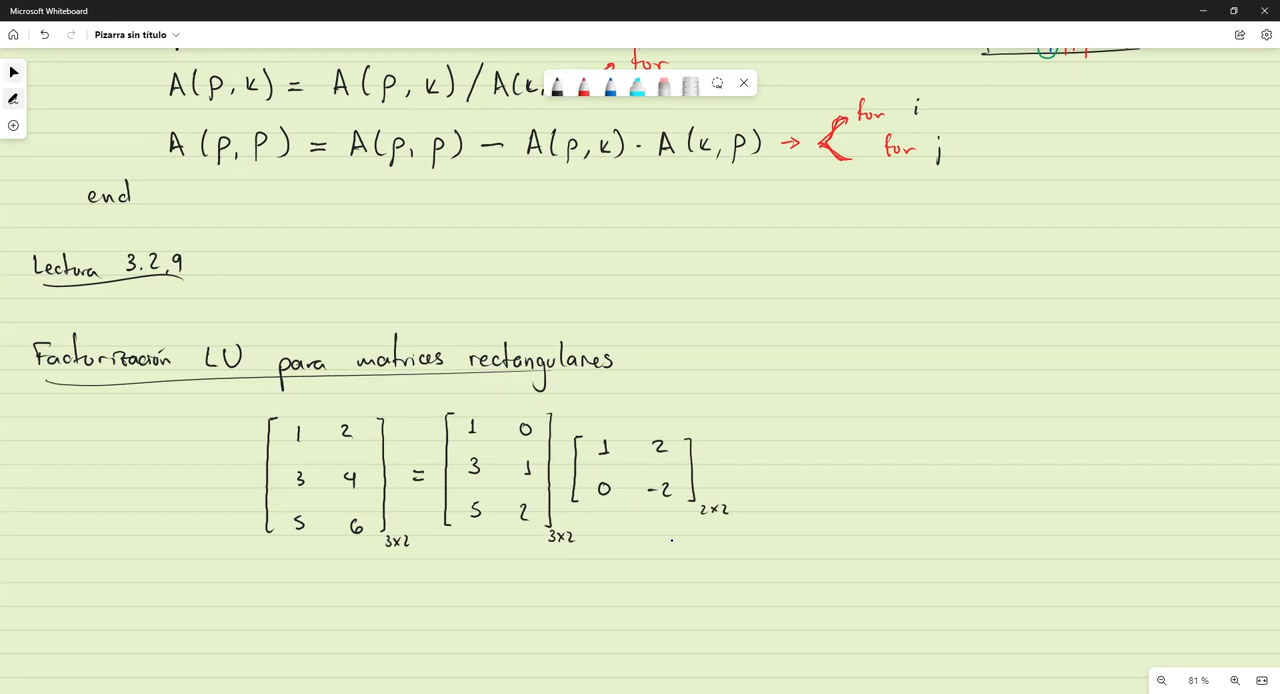 Microsoft Whiteboard
Pizarra sin título
for
A(p,k) = A(p,k)/A(k,
for i
A(p,p) = A(p,p) - A(p,k) · A(k,p) → for j
end
Lectura 3.2.9
Factorización LU para matrices rectangulares
1 2 1 0 1 2
3 4 = 3 1 0 -2
5 6 5 2 2x2
3x2 3x2
81 %